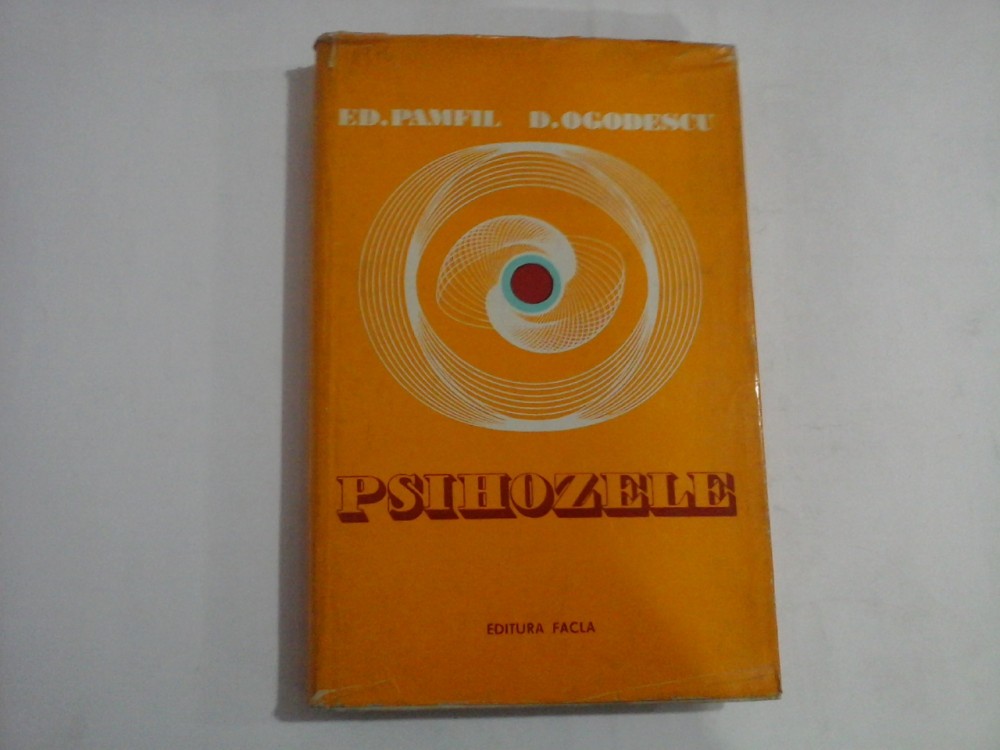 ED. PAMFIL D. OGODESCU
PSIHOZELE
EDITURA FACLA